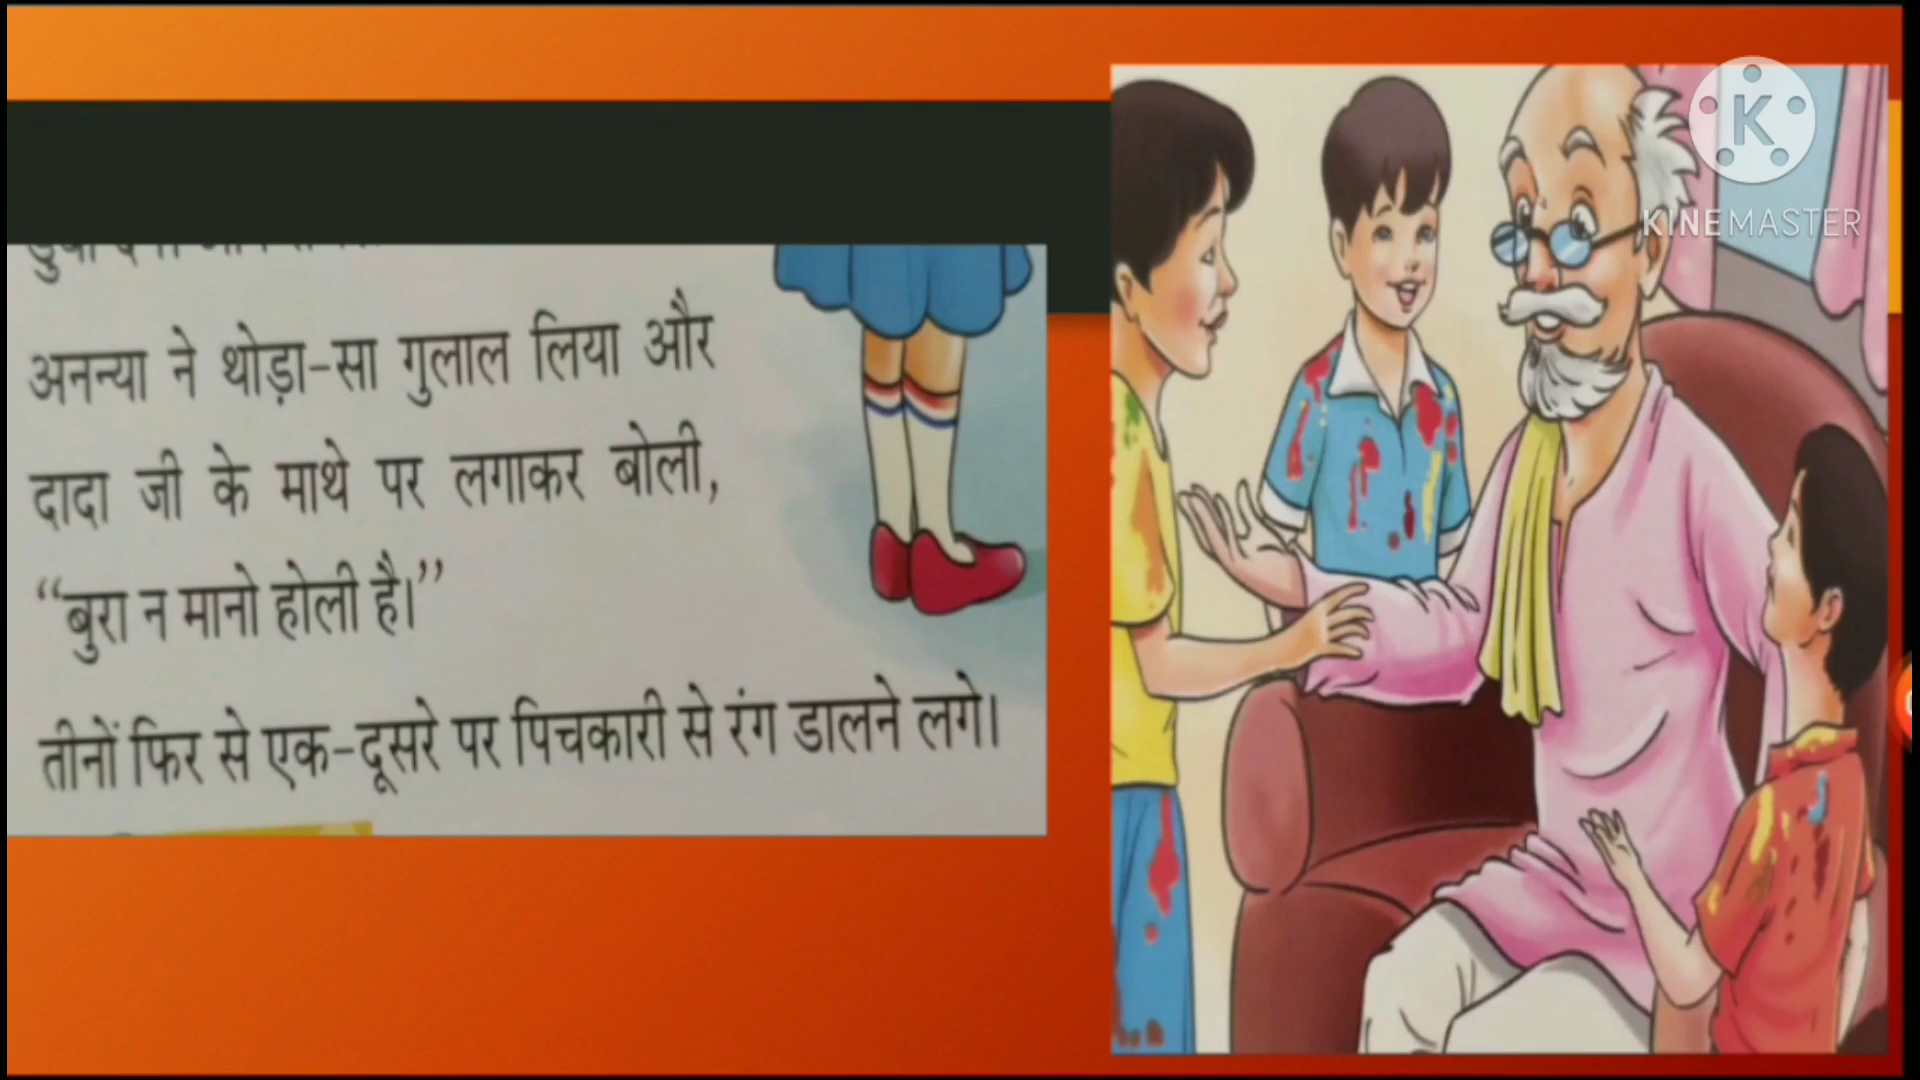 अनन्या ने थोड़ा-सा गुलाल लिया और
दादा जी के माथे पर लगाकर बोली,
“बुरा न मानो होली है।”
तीनों फिर से एक-दूसरे पर पिचकारी से रंग डालने लगे।
K
KINEMASTER